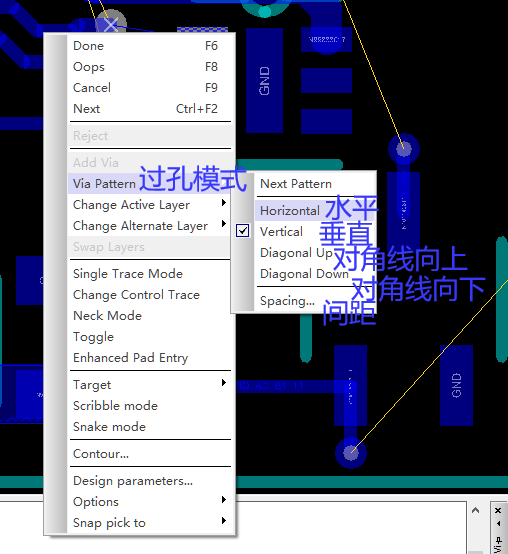 Done F6
Oops F8
Cancel F9
Next Ctrl+F2
Reject
Add Via
Via Pattern 过孔模式
Change Active Layer
Change Alternate Layer
Swap Layers
Single Trace Mode
Change Control Trace
Neck Mode
Toggle
Enhanced Pad Entry
Target
Scribble mode
Snake mode
Contour...
Design parameters...
Options
Snap pick to
Next Pattern
Horizontal 水平
Vertical 垂直
Diagonal Up 对角线向上
Diagonal Down 对角线向下
Spacing... 间距
GND
GND